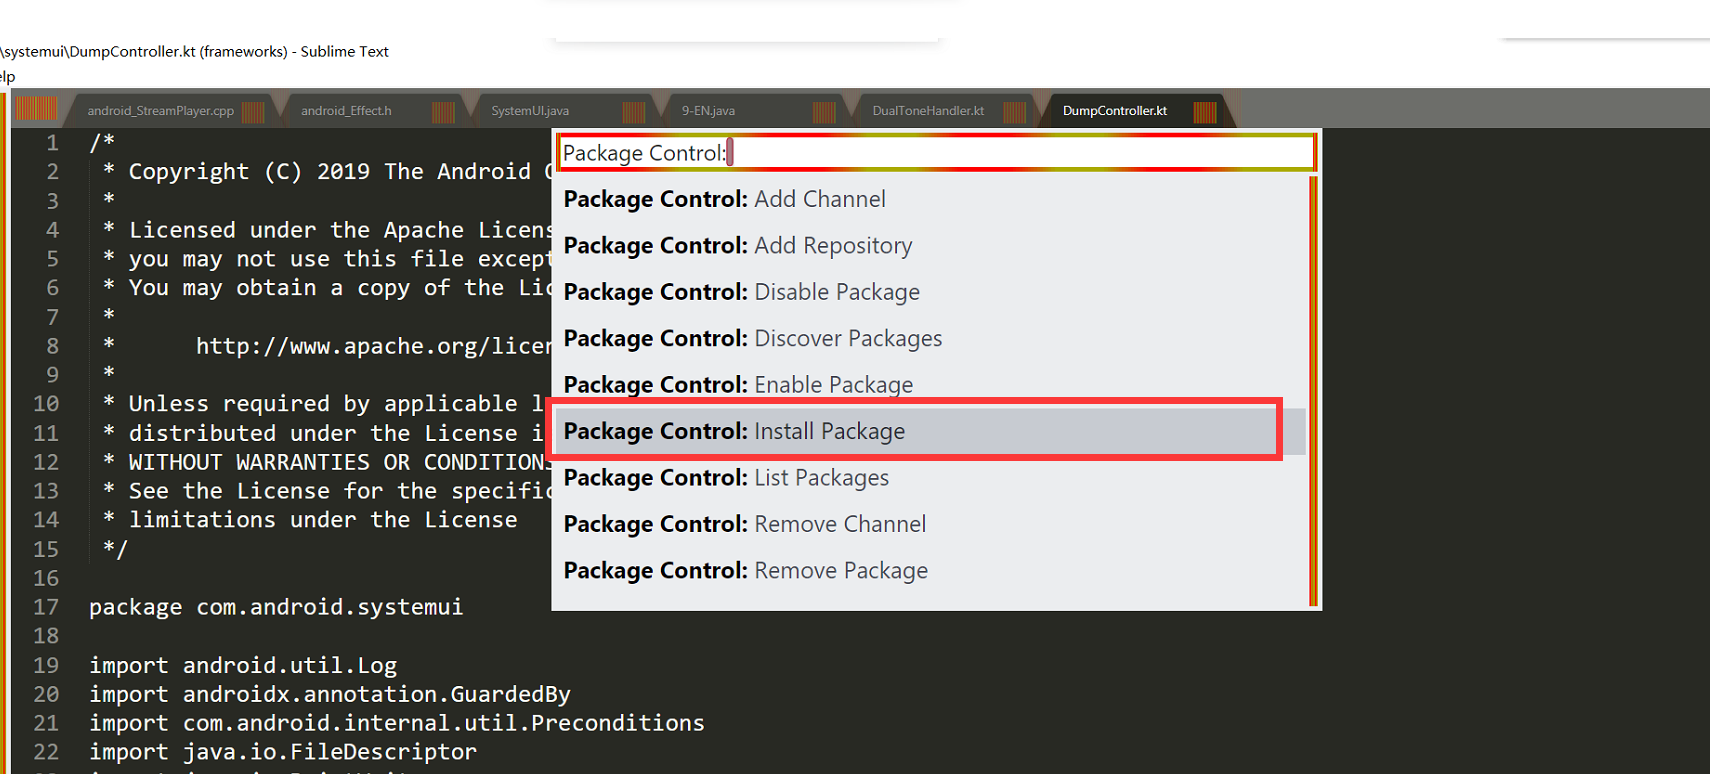 \systemui\DumpController.kt (frameworks) - Sublime Text
elp
android_StreamPlayer.cpp android_Effect.h SystemUI.java 9-EN.java DualToneHandler.kt DumpController.kt
Package Control:
Package Control: Add Channel
Package Control: Add Repository
Package Control: Disable Package
Package Control: Discover Packages
Package Control: Enable Package
Package Control: Install Package
Package Control: List Packages
Package Control: Remove Channel
Package Control: Remove Package
1 /*
2 * Copyright (C) 2019 The Android
3 *
4 * Licensed under the Apache Licens
5 * you may not use this file except
6 * You may obtain a copy of the Lic
7 *
8 * http://www.apache.org/licen
9 *
10 * Unless required by applicable l
11 * distributed under the License i
12 * WITHOUT WARRANTIES OR CONDITIONS
13 * See the License for the specific
14 * limitations under the License
15 */
16
17 package com.android.systemui
18
19 import android.util.Log
20 import androidx.annotation.GuardedBy
21 import com.android.internal.util.Preconditions
22 import java.io.FileDescriptor